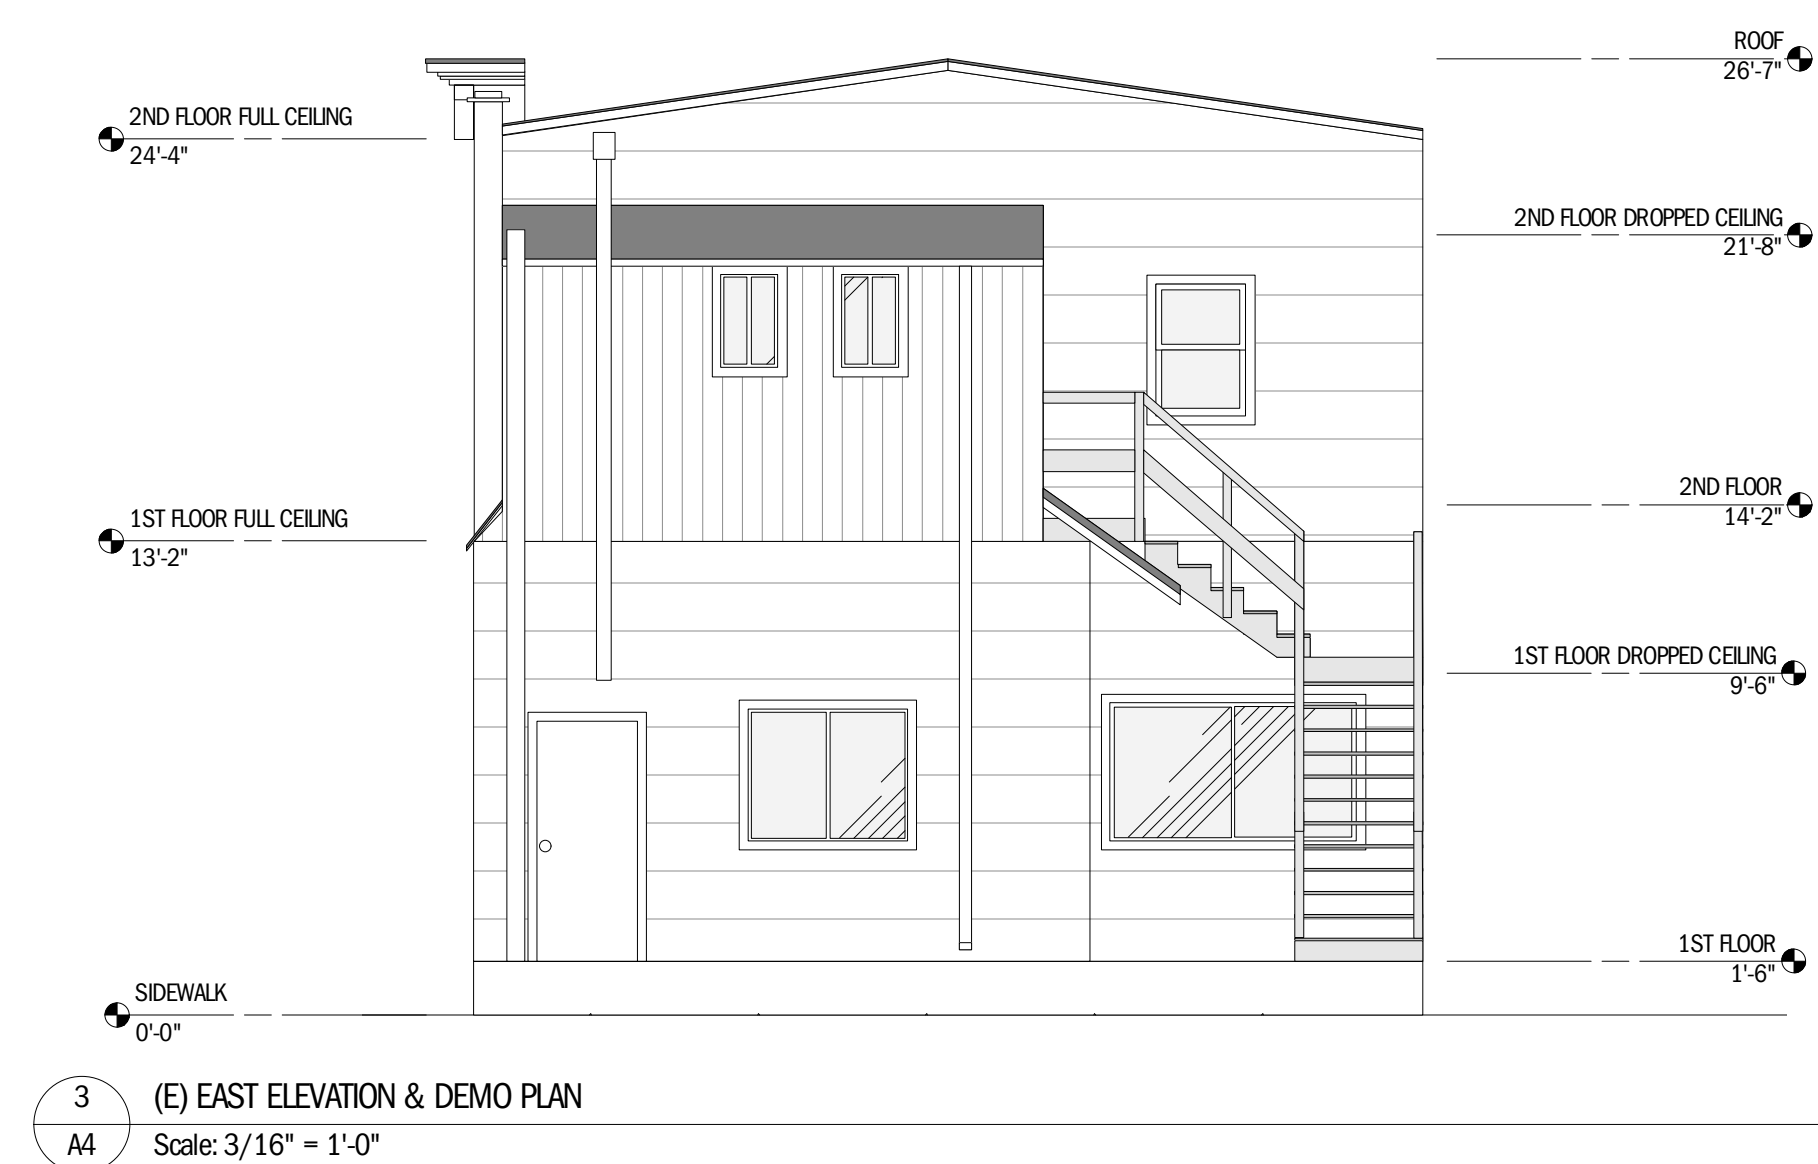 ROOF
26'-7"
2ND FLOOR FULL CEILING
24'-4"
2ND FLOOR DROPPED CEILING
21'-8"
2ND FLOOR
14'-2"
1ST FLOOR FULL CEILING
13'-2"
1ST FLOOR DROPPED CEILING
9'-6"
1ST FLOOR
1'-6"
SIDEWALK
0'-0"
3
(E) EAST ELEVATION & DEMO PLAN
A4
Scale: 3/16" = 1'-0"